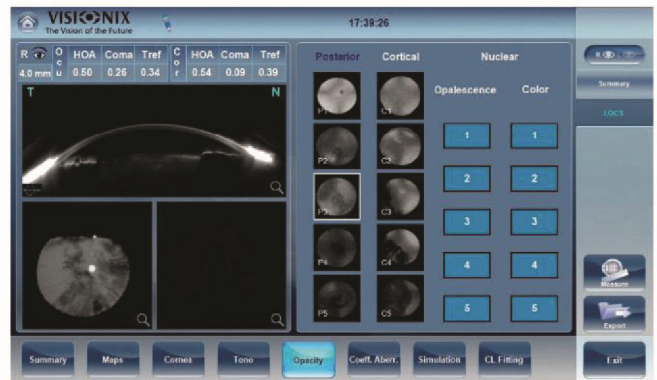 VISIONIX
The Vision of the Future
17:39:26
R Ocu HOA Coma Tref Cor HOA Coma Tref
4.0 mm 0.50 0.26 0.34 0.54 0.09 0.39
T N
Posterior Cortical Nuclear
Opalescence Color
P1 C1
P2 C2
P3 C3
P4 C4
P5 C5
1 1
2 2
3 3
4 4
5 5
R L
Summary
LOCS
Measure
Export
Summary Maps Cornea Tono Opacity Coeff. Aberr. Simulation CL Fitting Exit